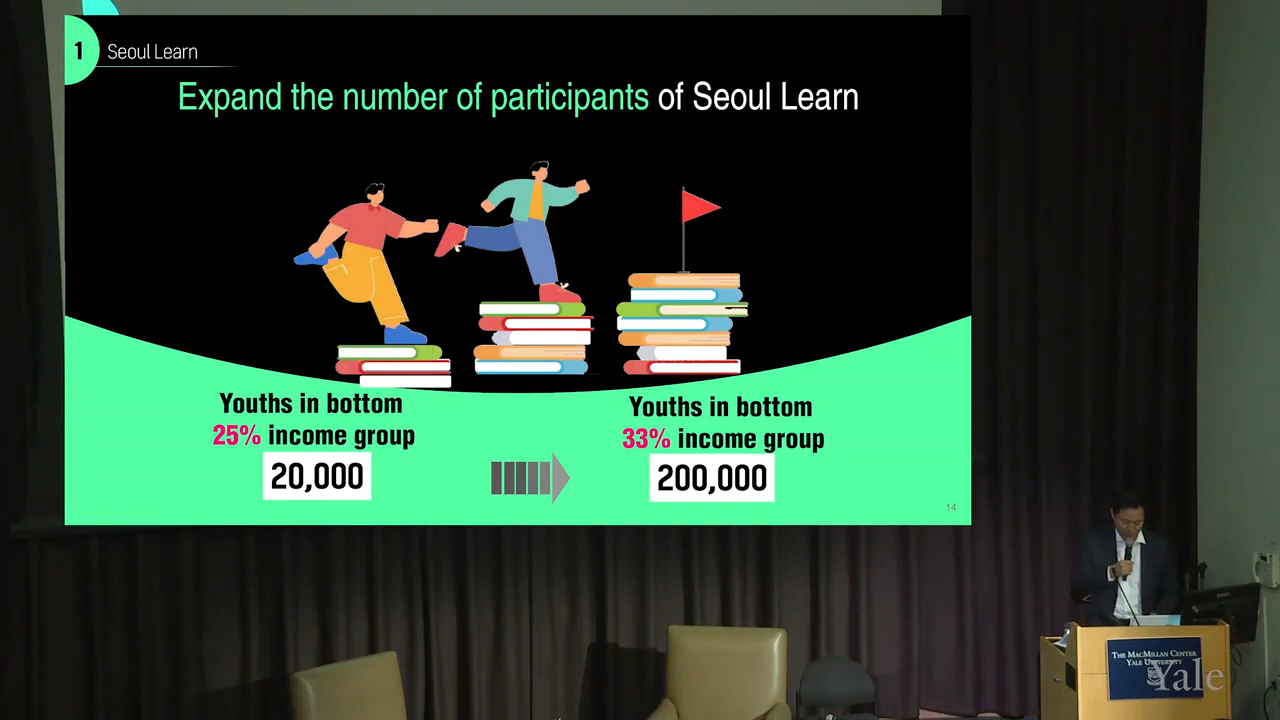 1
Seoul Learn
Expand the number of participants of Seoul Learn
Youths in bottom
25% income group
20,000
Youths in bottom
33% income group
200,000
14
THE MACMILLAN CENTER
YALE UNIVERSITY
Yale